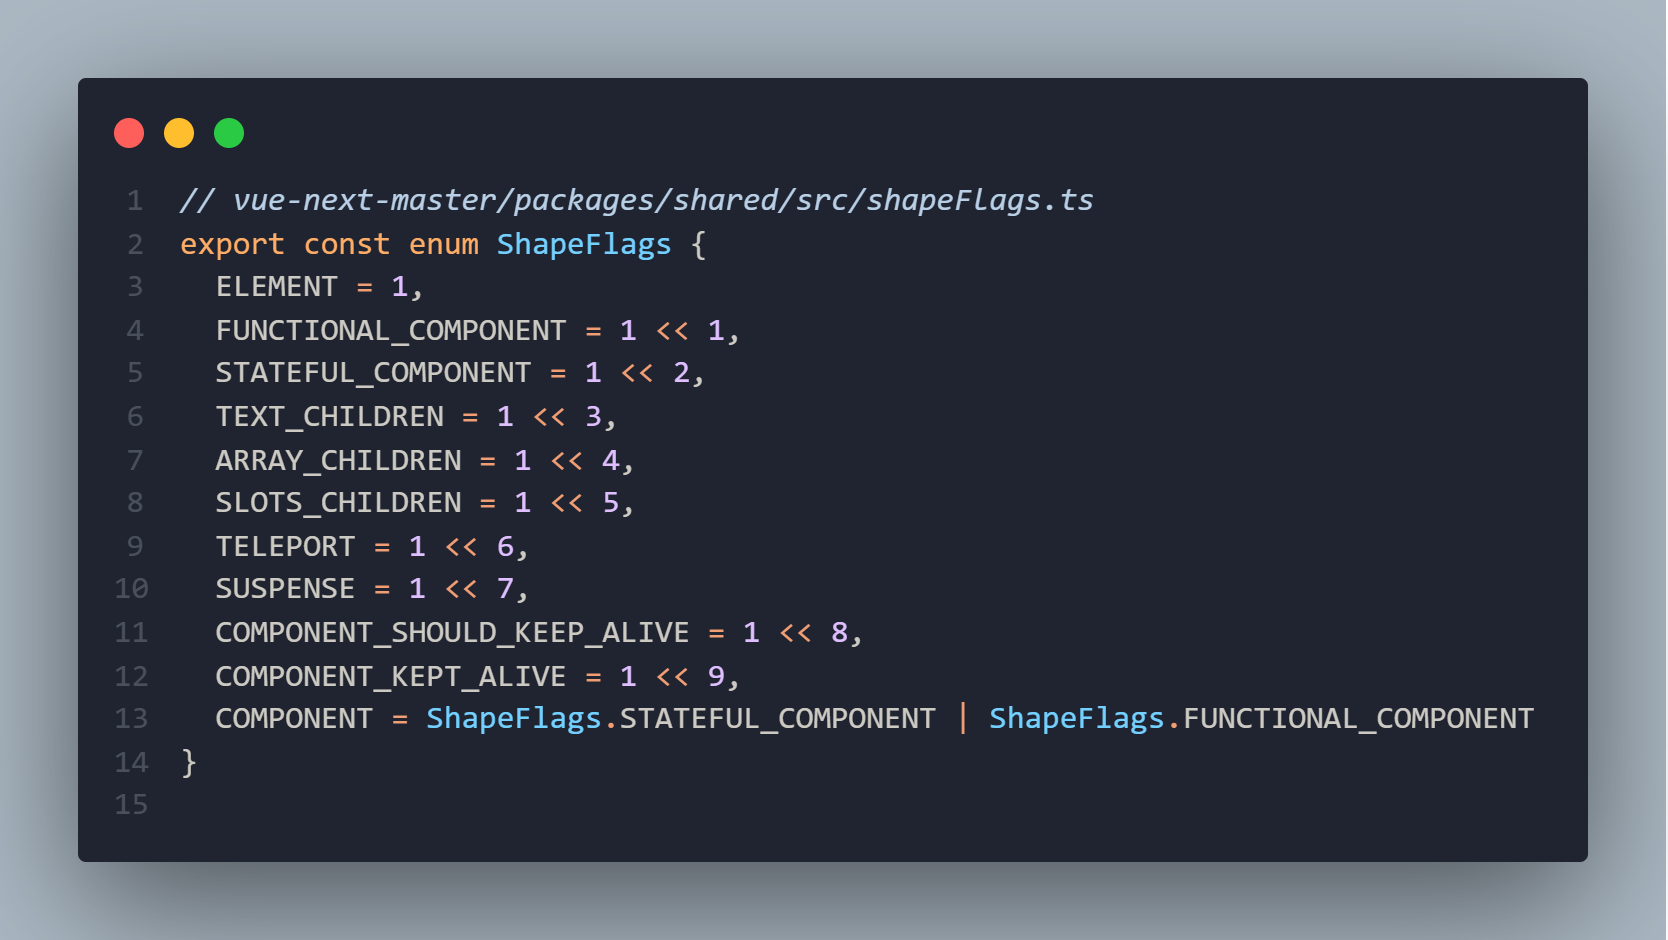 1 // vue-next-master/packages/shared/src/shapeFlags.ts
2 export const enum ShapeFlags {
3   ELEMENT = 1,
4   FUNCTIONAL_COMPONENT = 1 << 1,
5   STATEFUL_COMPONENT = 1 << 2,
6   TEXT_CHILDREN = 1 << 3,
7   ARRAY_CHILDREN = 1 << 4,
8   SLOTS_CHILDREN = 1 << 5,
9   TELEPORT = 1 << 6,
10   SUSPENSE = 1 << 7,
11   COMPONENT_SHOULD_KEEP_ALIVE = 1 << 8,
12   COMPONENT_KEPT_ALIVE = 1 << 9,
13   COMPONENT = ShapeFlags.STATEFUL_COMPONENT | ShapeFlags.FUNCTIONAL_COMPONENT
14 }
15